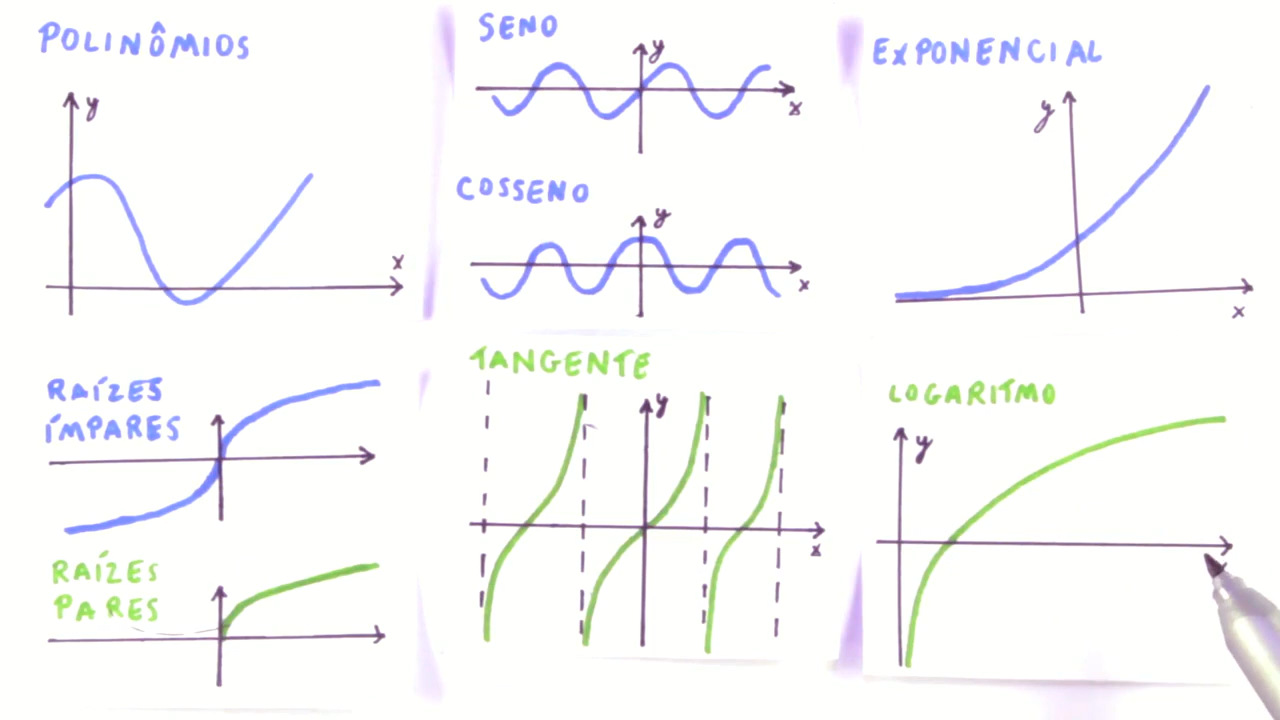 POLINÔMIOS
y
x
SENO
y
x
COSSENO
y
x
EXPONENCIAL
y
x
RAÍZES
ÍMPARES
RAÍZES
PARES
TANGENTE
y
x
LOGARITMO
y